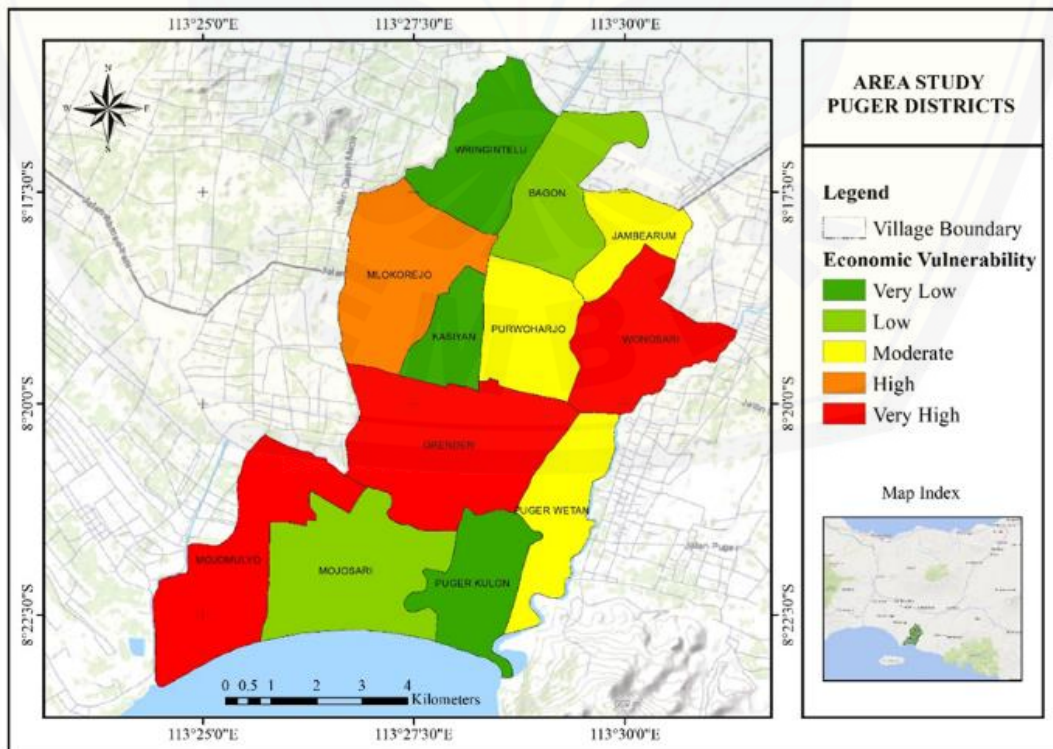 113°25'0"E 113°27'30"E 113°30'0"E
N
W E
S
8°17'30"S
8°20'0"S
8°22'30"S
WRINGINTELU
BAGON
JAMBEARUM
MLOKOREJO
KASIYAN
PURWOHARJO
WONOSARI
GRENDEN
PUGER WETAN
MOJOMULYO
MOJOSARI
PUGER KULON
Jalan Puger
0 0.5 1 2 3 4
Kilometers
8°17'30"S
8°20'0"S
8°22'30"S
113°25'0"E 113°27'30"E 113°30'0"E
AREA STUDY
PUGER DISTRICTS
Legend
Village Boundary
Economic Vulnerability
Very Low
Low
Moderate
High
Very High
Map Index